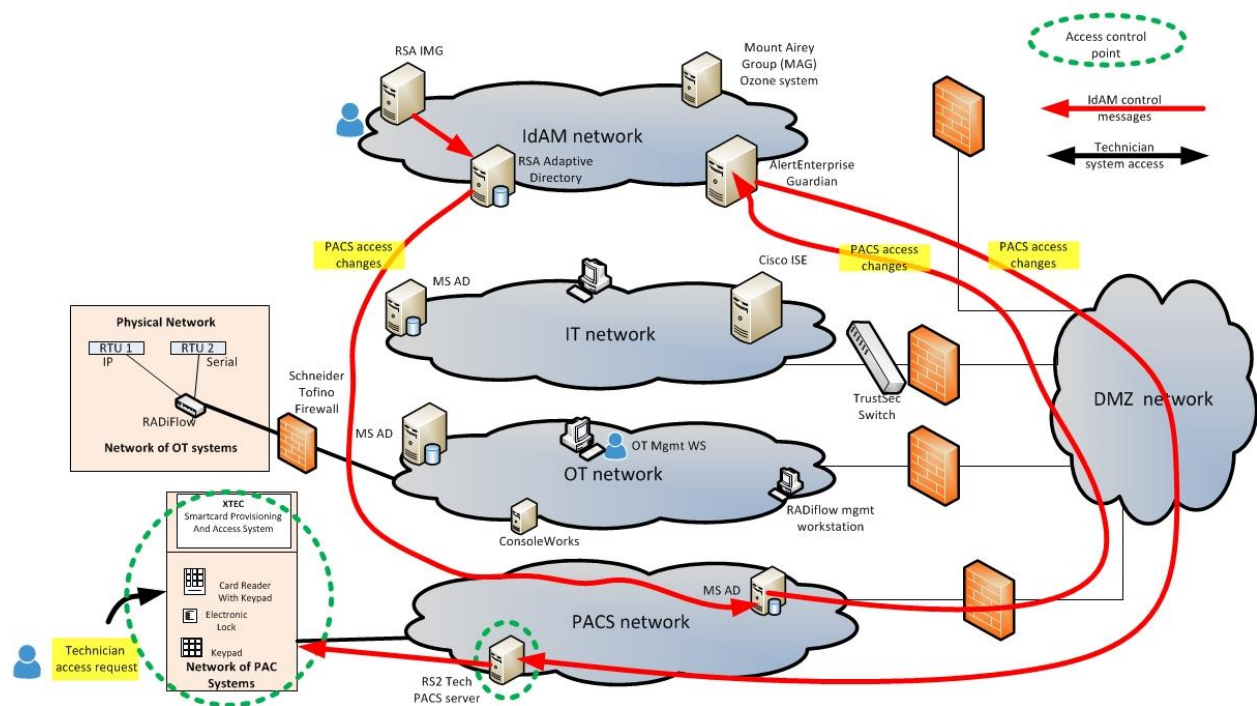 RSA IMG
Mount Airey
Group (MAG)
Ozone system
Access control
point
IdAM control
messages
Technician
system access
IdAM network
RSA Adaptive
Directory
AlertEnterprise
Guardian
PACS access
changes
PACS access
changes
PACS access
changes
MS AD
Cisco ISE
IT network
TrustSec
Switch
DMZ network
Physical Network
RTU 1
RTU 2
IP
Serial
RADiFlow
Network of OT systems
Schneider
Tofino
Firewall
MS AD
OT Mgmt WS
OT network
RADiflow mgmt
workstation
ConsoleWorks
XTEC
Smartcard Provisioning
And Access System
Card Reader
With Keypad
Electronic
Lock
Keypad
Network of PAC
Systems
Technician
access request
MS AD
PACS network
RS2 Tech
PACS server